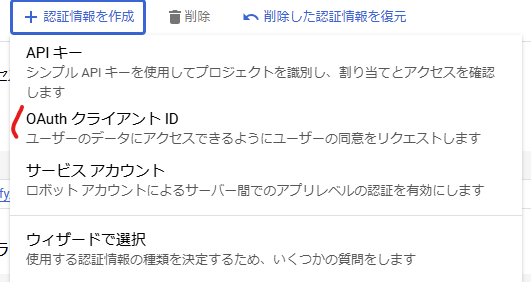 ＋ 認証情報を作成 削除 削除した認証情報を復元
API キー
シンプル API キーを使用してプロジェクトを識別し、割り当てとアクセスを確認
します
OAuth クライアント ID
ユーザーのデータにアクセスできるようにユーザーの同意をリクエストします
サービス アカウント
ロボット アカウントによるサーバー間でのアプリレベルの認証を有効にします
ウィザードで選択
使用する認証情報の種類を決定するため、いくつかの質問をします